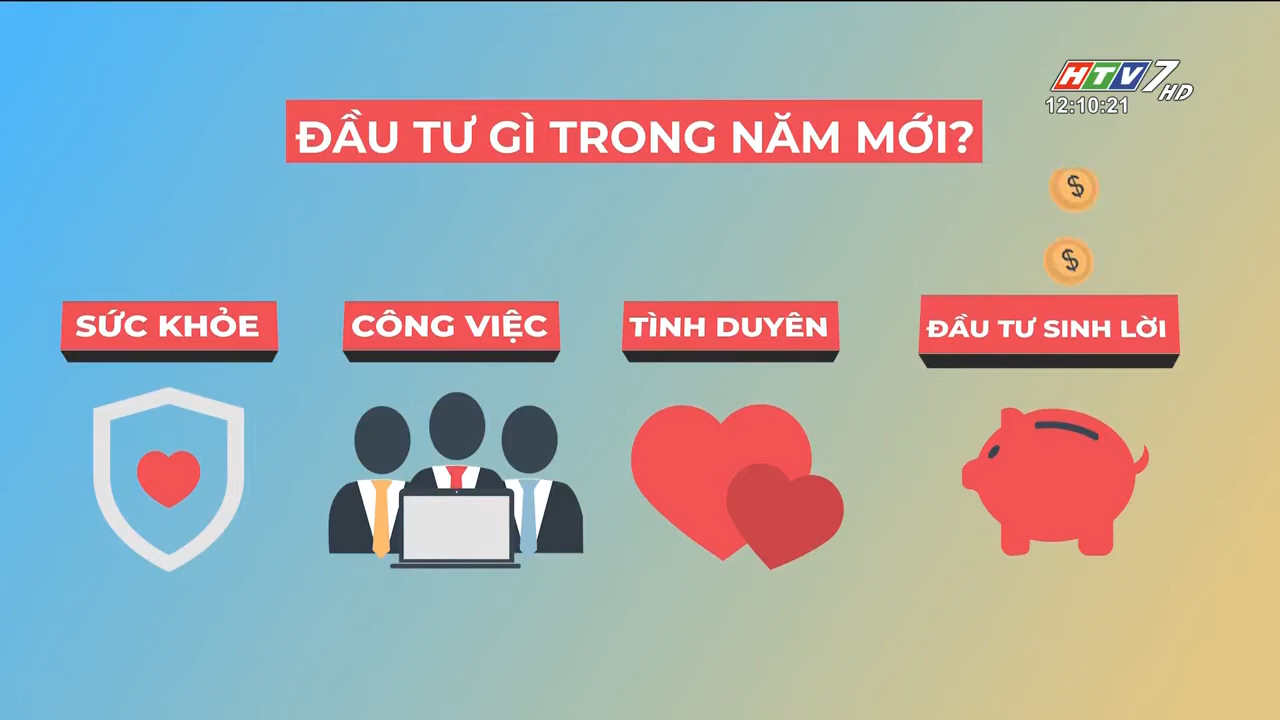 HTV7
HD
12:10:21
ĐẦU TƯ GÌ TRONG NĂM MỚI?
$
$
SỨC KHỎE
CÔNG VIỆC
TÌNH DUYÊN
ĐẦU TƯ SINH LỜI